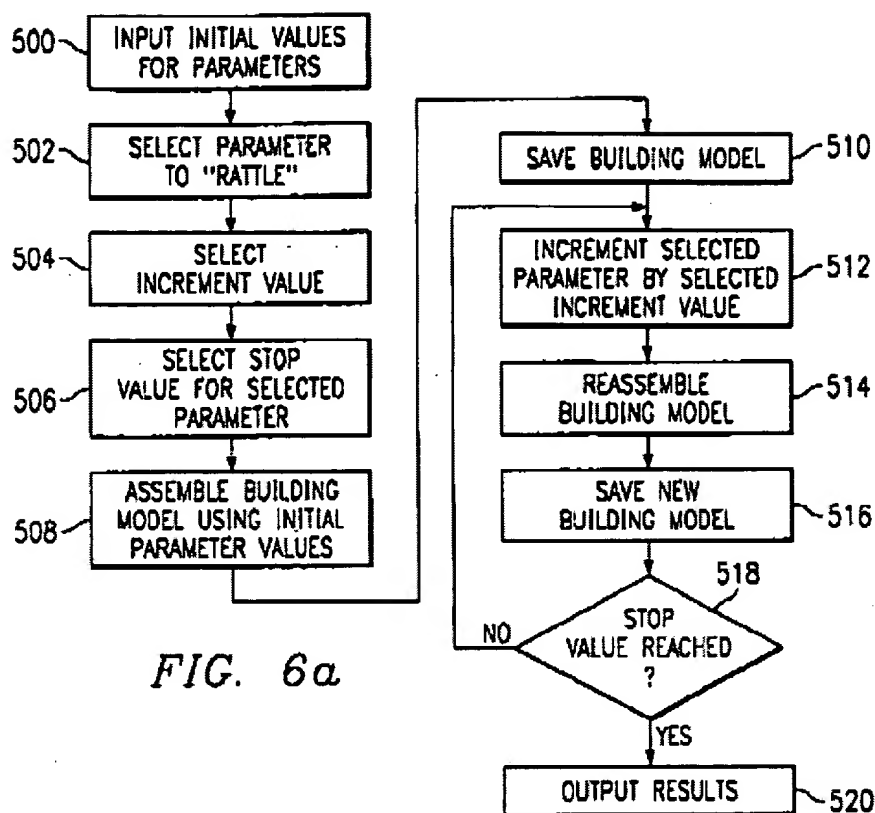 500
INPUT INITIAL VALUES
FOR PARAMETERS
502
SELECT PARAMETER
TO "RATTLE"
504
SELECT
INCREMENT VALUE
506
SELECT STOP
VALUE FOR SELECTED
PARAMETER
508
ASSEMBLE BUILDING
MODEL USING INITIAL
PARAMETER VALUES
SAVE BUILDING MODEL
510
INCREMENT SELECTED
PARAMETER BY SELECTED
INCREMENT VALUE
512
REASSEMBLE
BUILDING MODEL
514
SAVE NEW
BUILDING MODEL
516
518
STOP
VALUE REACHED
?
NO
YES
OUTPUT RESULTS
520
FIG. 6a